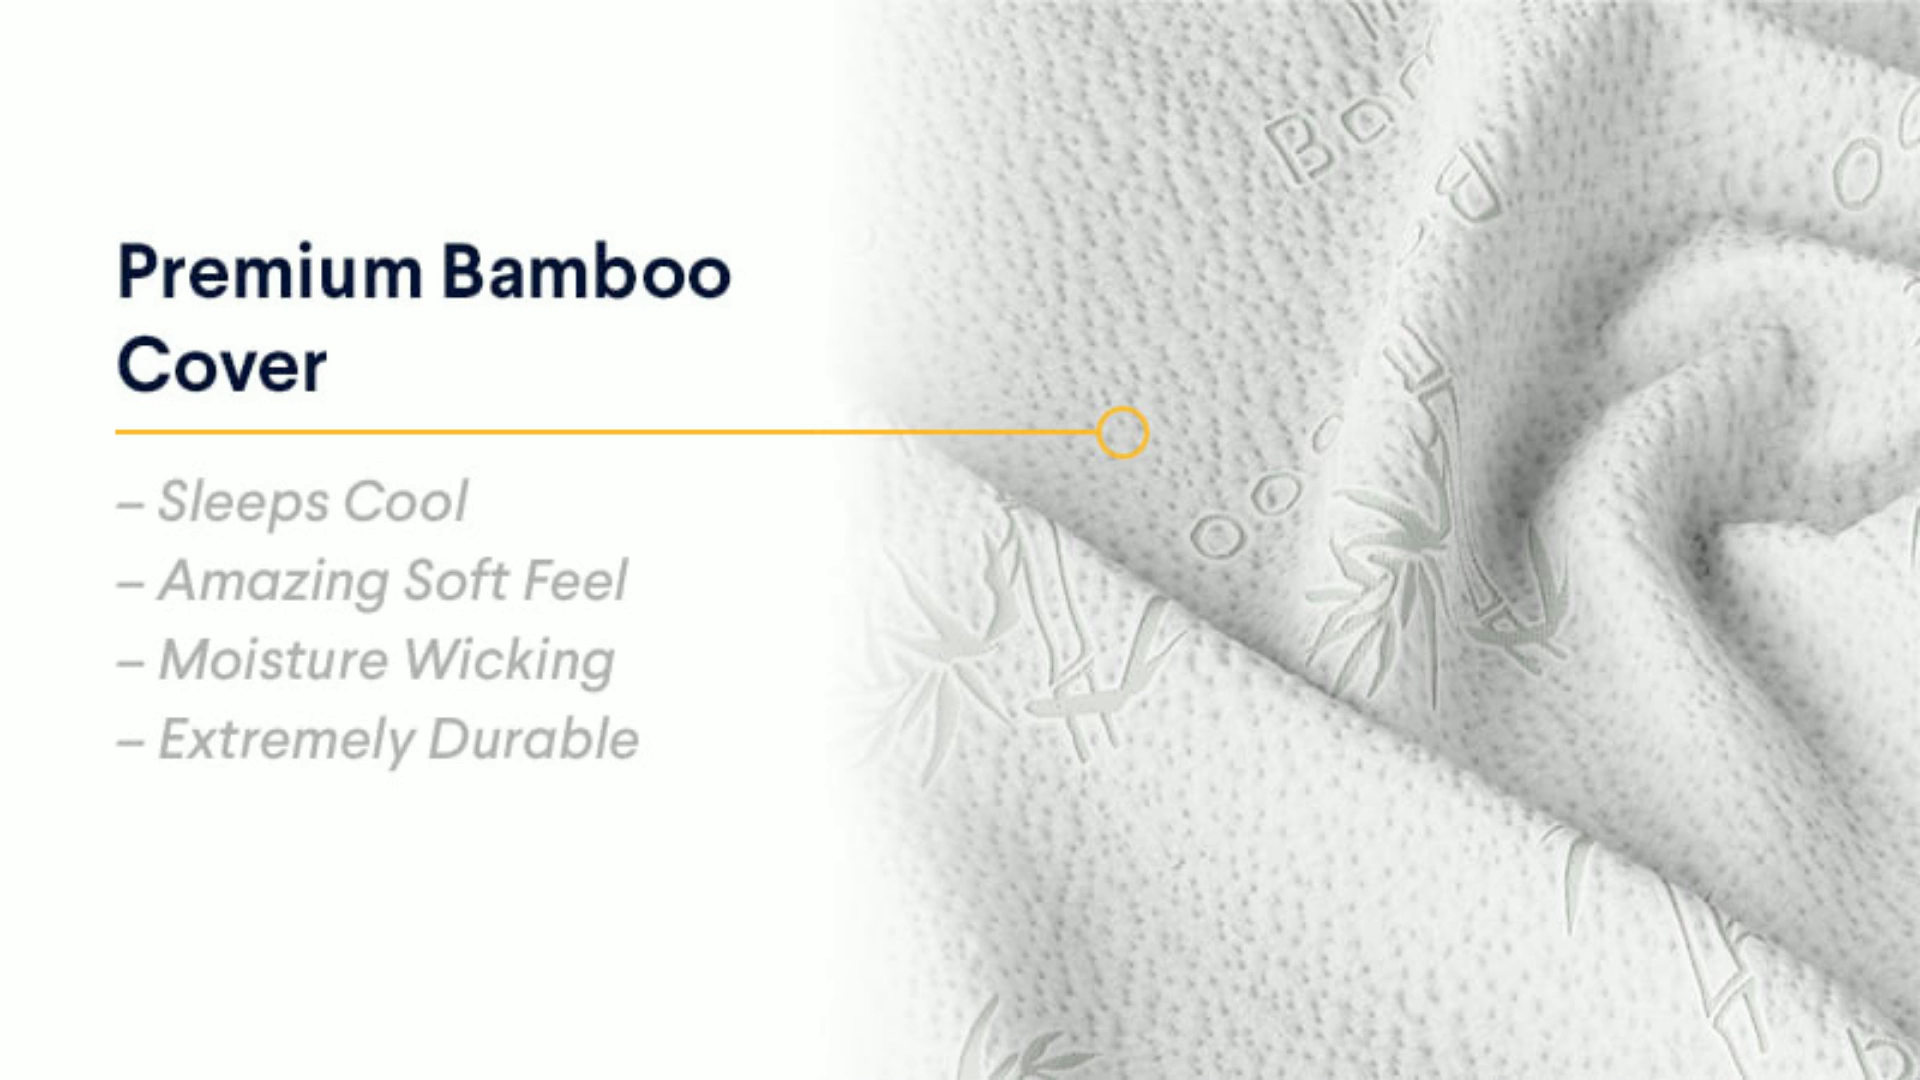 Premium Bamboo
Cover
– Sleeps Cool
– Amazing Soft Feel
– Moisture Wicking
– Extremely Durable